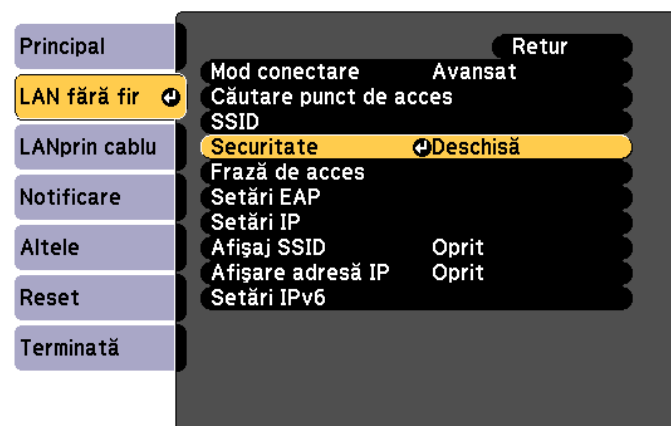 Principal
LAN fără fir
LANprin cablu
Notificare
Altele
Reset
Terminată
Retur
Mod conectare Avansat
Căutare punct de acces
SSID
Securitate Deschisă
Frază de acces
Setări EAP
Setări IP
Afişaj SSID Oprit
Afişare adresă IP Oprit
Setări IPv6